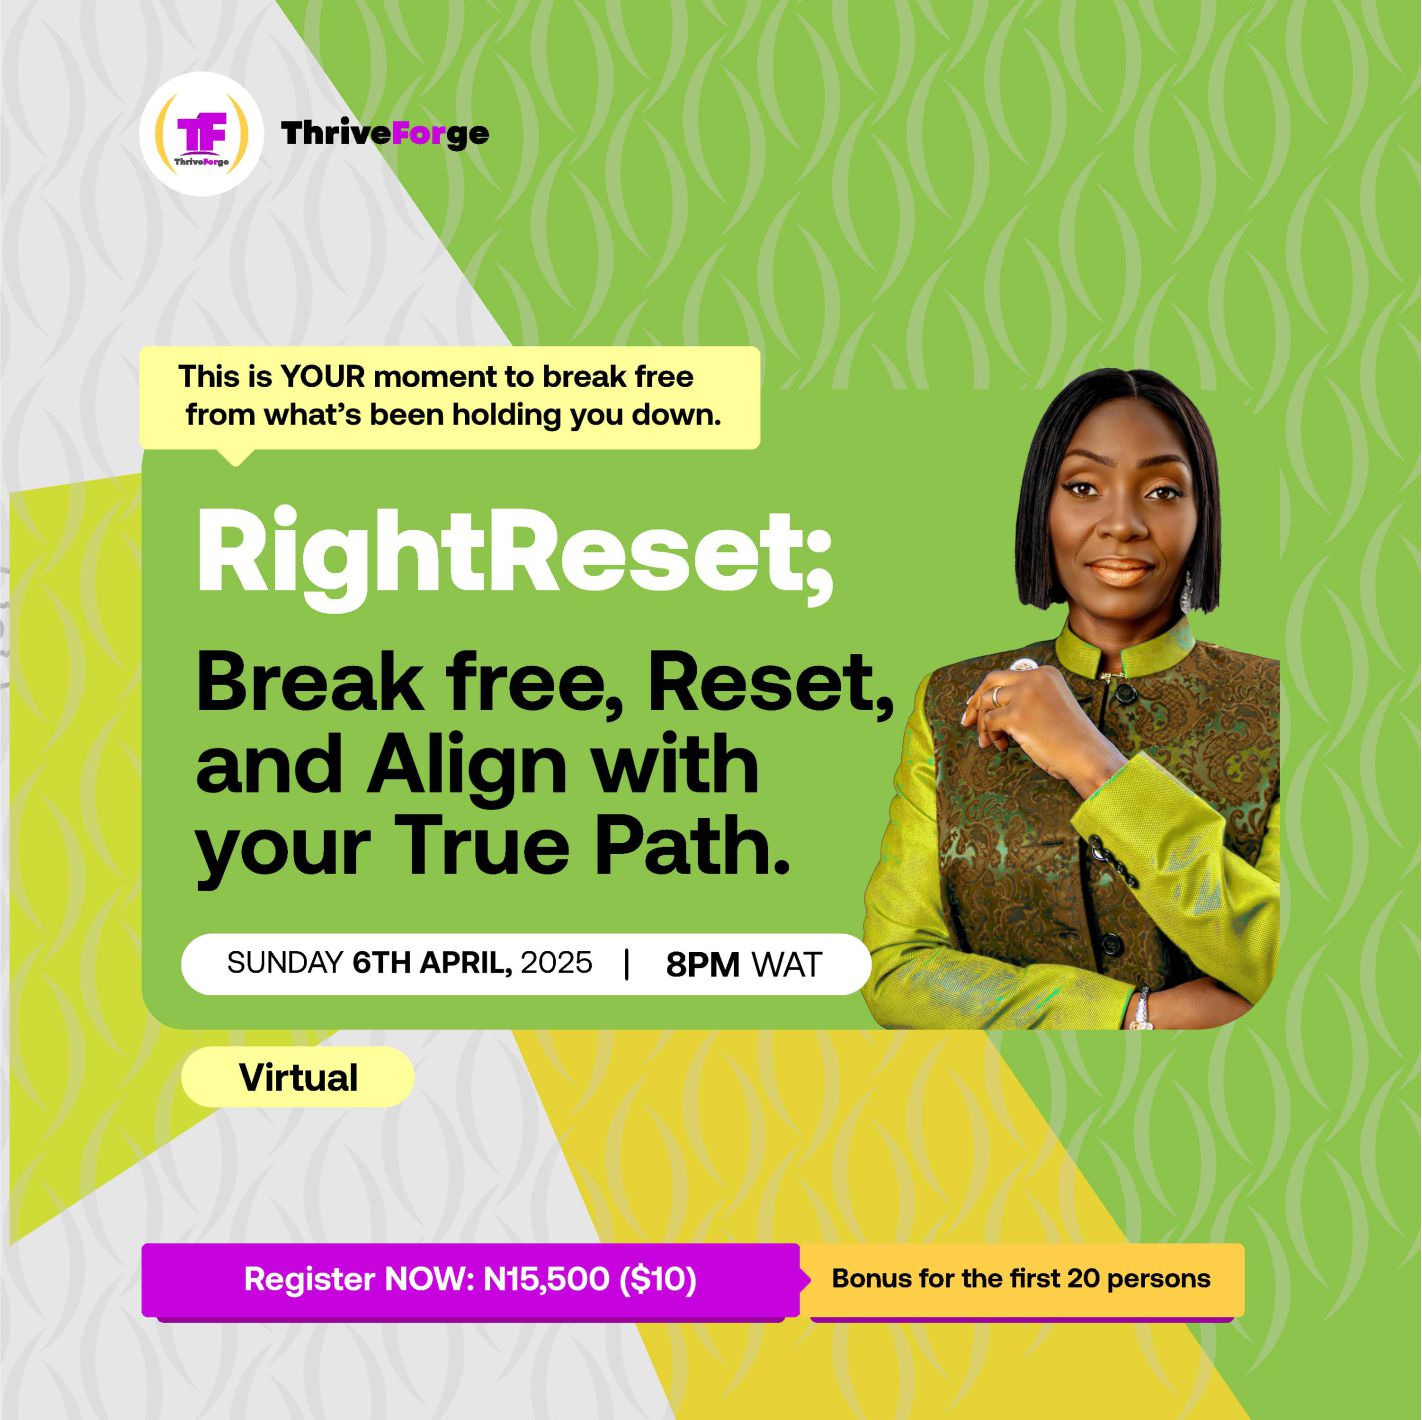 TF
ThriveForge
ThriveForge
This is YOUR moment to break free
from what’s been holding you down.
RightReset;
Break free, Reset,
and Align with
your True Path.
SUNDAY 6TH APRIL, 2025 | 8PM WAT
Virtual
Register NOW: N15,500 ($10)
Bonus for the first 20 persons